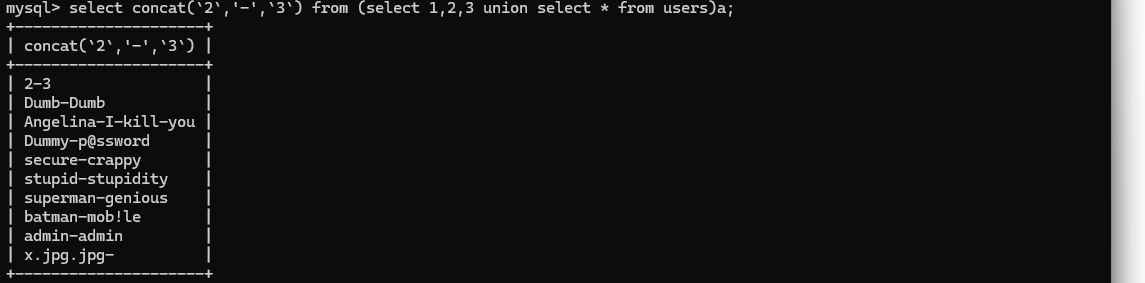 mysql> select concat(`2`,'-',`3`) from (select 1,2,3 union select * from users)a;
+---------------------+
| concat(`2`,'-',`3`) |
+---------------------+
| 2-3                 |
| Dumb-Dumb           |
| Angelina-I-kill-you |
| Dummy-p@ssword      |
| secure-crappy       |
| stupid-stupidity    |
| superman-genious    |
| batman-mob!le       |
| admin-admin         |
| x.jpg.jpg-          |
+---------------------+